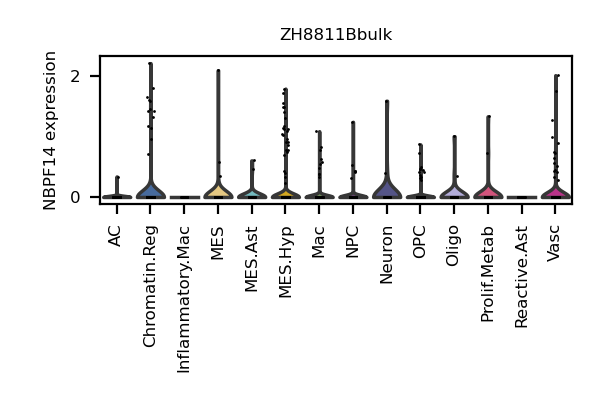 ZH8811Bbulk
NBPF14 expression
2
0
AC
Chromatin.Reg
Inflammatory.Mac
MES
MES.Ast
MES.Hyp
Mac
NPC
Neuron
OPC
Oligo
Prolif.Metab
Reactive.Ast
Vasc